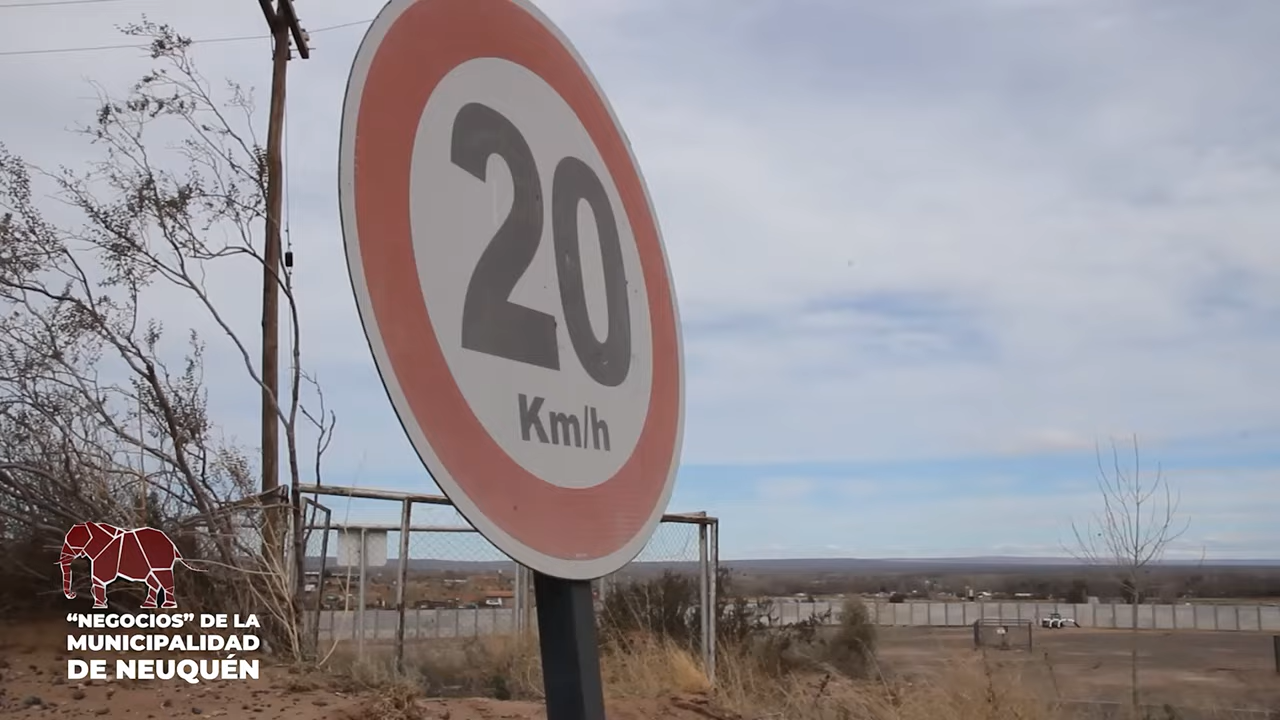 20
Km/h
“NEGOCIOS” DE LA
MUNICIPALIDAD
DE NEUQUÉN